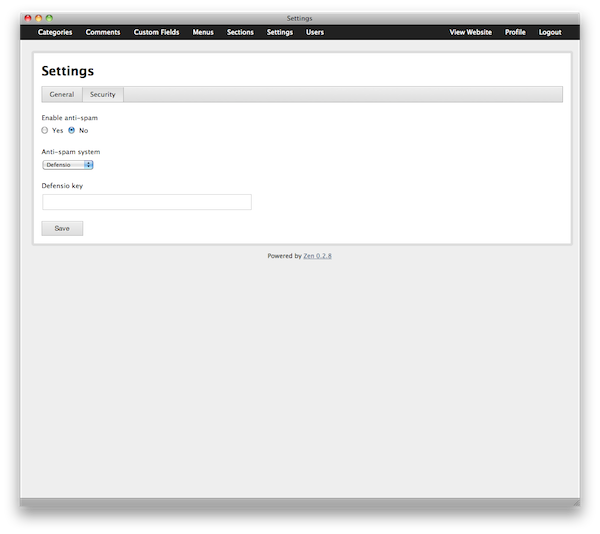 Settings
Categories Comments Custom Fields Menus Sections Settings Users View Website Profile Logout
Settings
General Security
Enable anti-spam
Yes No
Anti-spam system
Defensio
Defensio key
Save
Powered by Zen 0.2.8